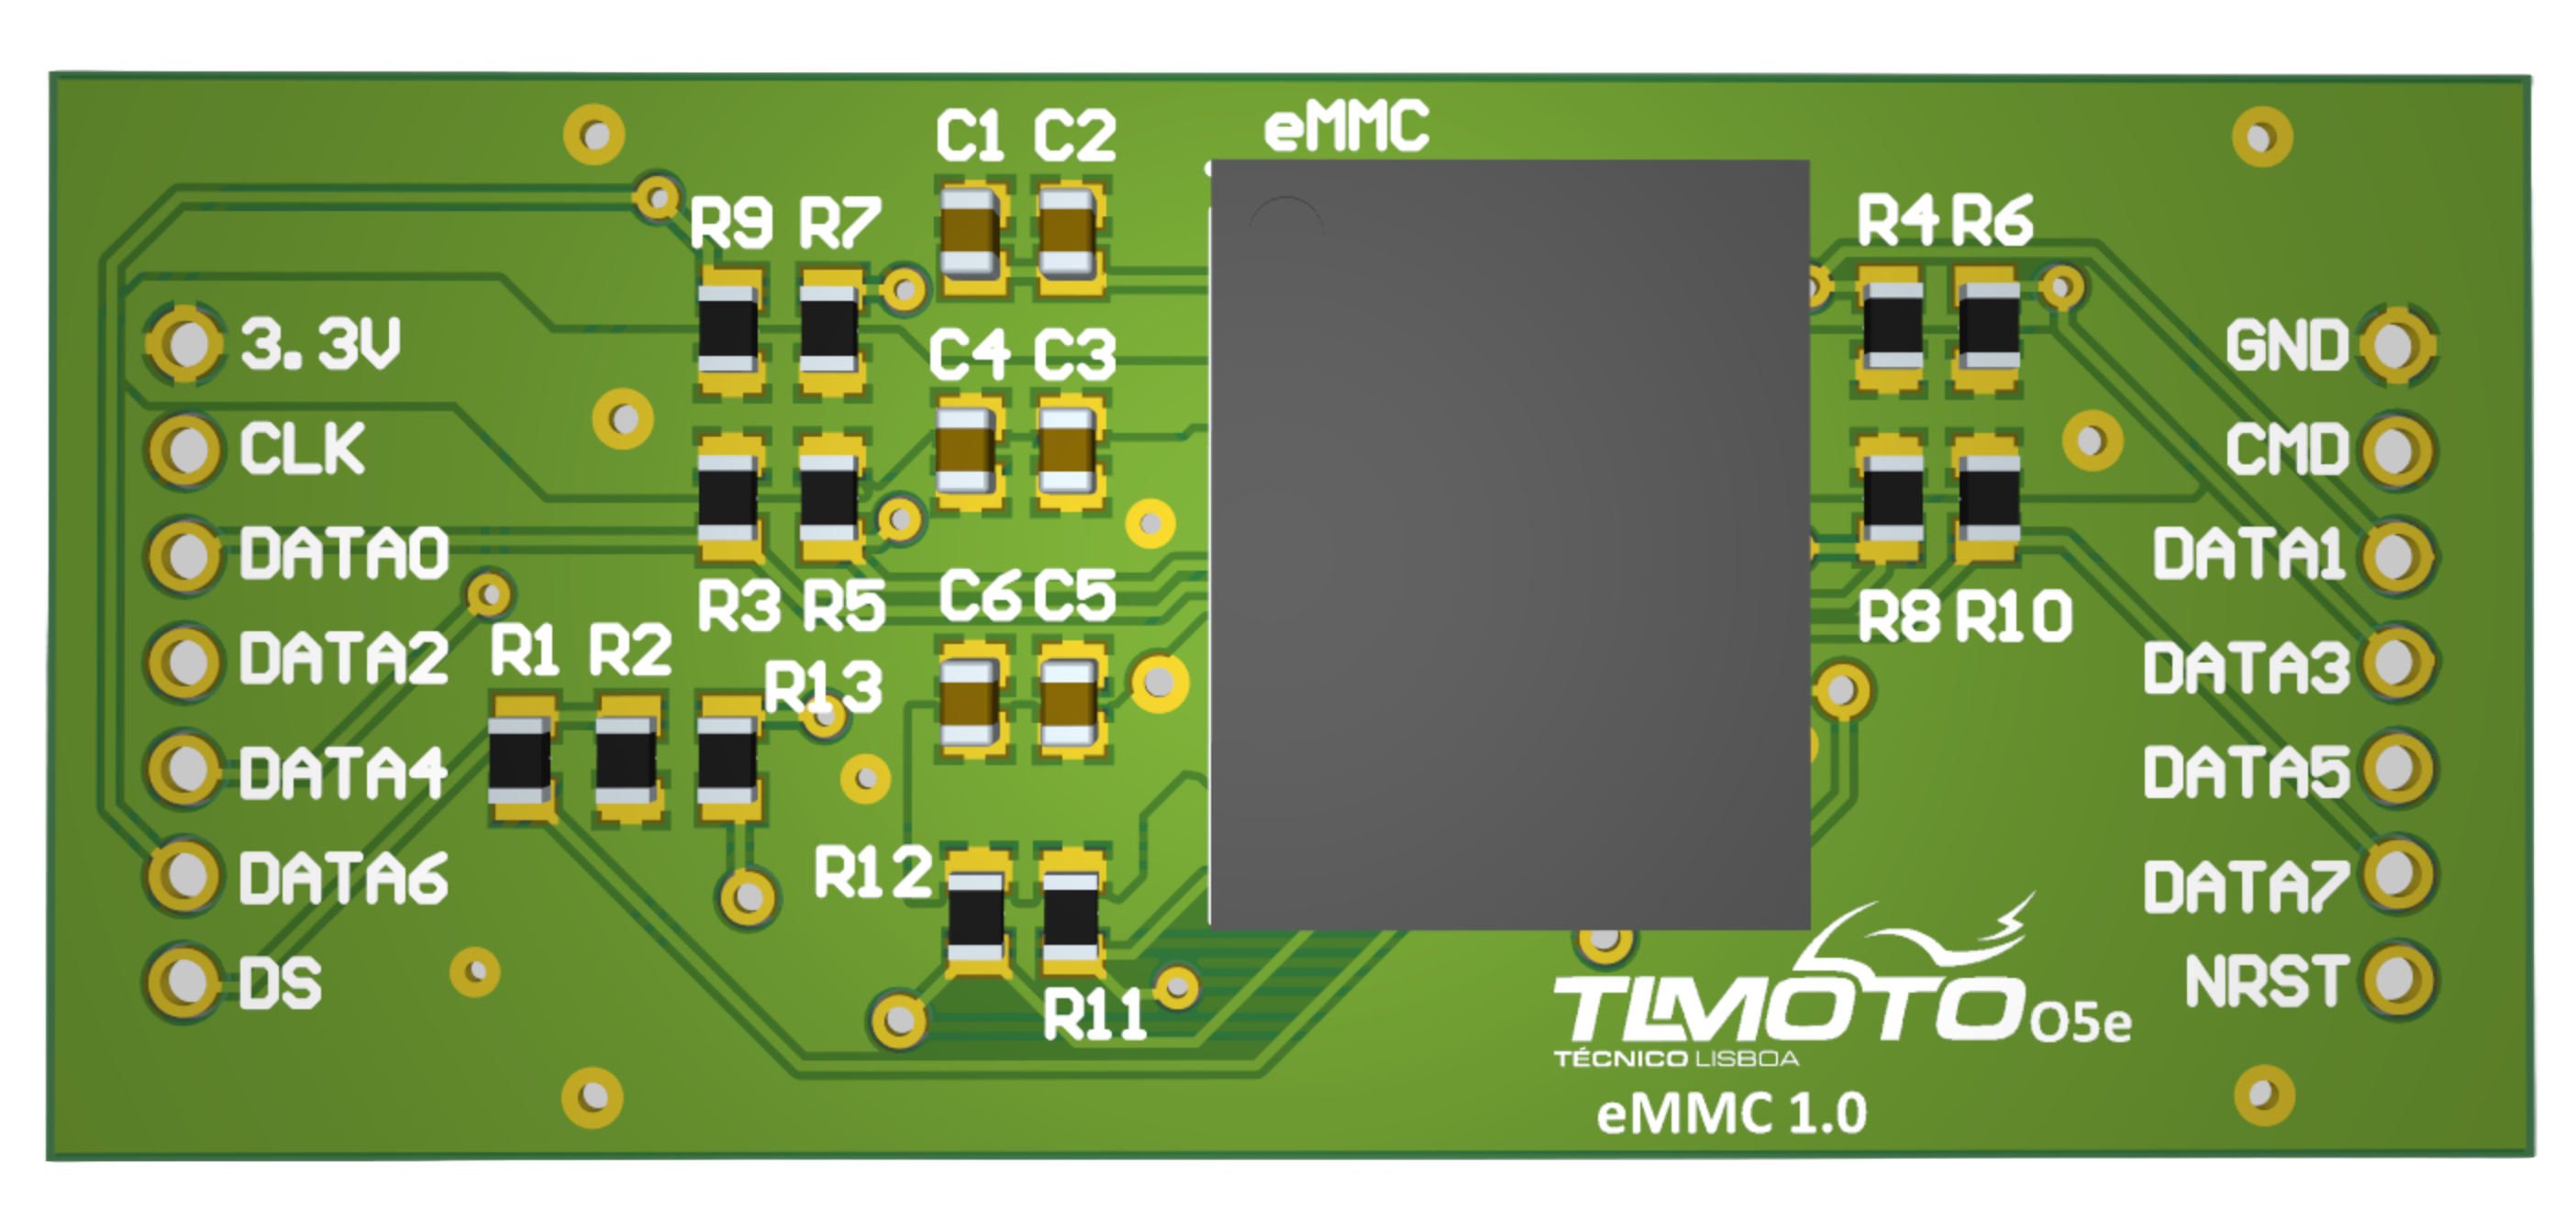 eMMC
C1 C2
R9 R7
R4 R6
3.3V
C4 C3
GND
CLK
CMD
DATA0
DATA1
R3 R5
C6 C5
R8 R10
R1 R2
DATA2
DATA3
R13
DATA4
DATA5
R12
DATA6
DATA7
DS
R11
NRST
TLMOTO O5e
TÉCNICO LISBOA
eMMC 1.0